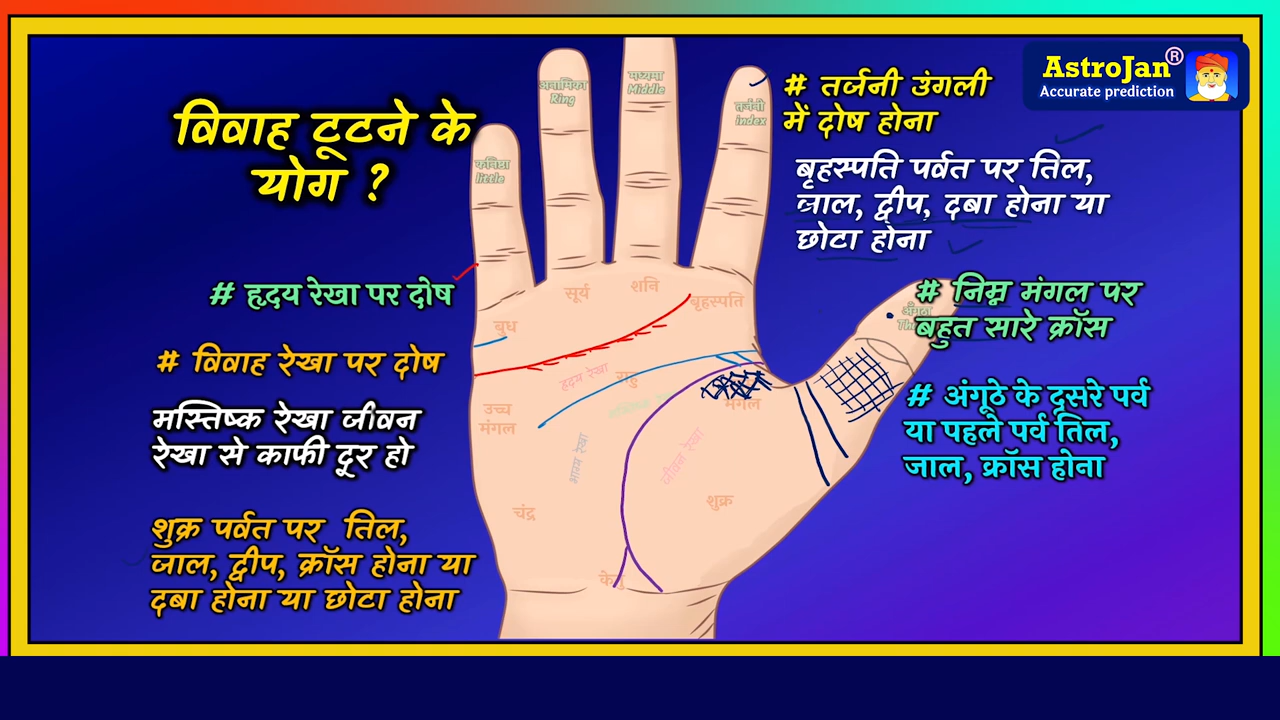 विवाह टूटने के
योग ?
# हृदय रेखा पर दोष
# विवाह रेखा पर दोष
मस्तिष्क रेखा जीवन
रेखा से काफी दूर हो
शुक्र पर्वत पर तिल,
जाल, द्वीप, क्रॉस होना या
दबा होना या छोटा होना
अनामिका
Ring
मध्यमा
Middle
तर्जनी
index
कनिष्ठा
little
सूर्य
शनि
बृहस्पति
बुध
हृदय रेखा
राहु
उच्च
मंगल
मंगल
भाग्य रेखा
जीवन रेखा
चंद्र
शुक्र
केतु
AstroJan®
Accurate prediction
# तर्जनी उंगली
में दोष होना
बृहस्पति पर्वत पर तिल,
जाल, द्वीप, दबा होना या
छोटा होना
# निम्न मंगल पर
बहुत सारे क्रॉस
# अंगूठे के दुसरे पर्व
या पहले पर्व तिल,
जाल, क्रॉस होना